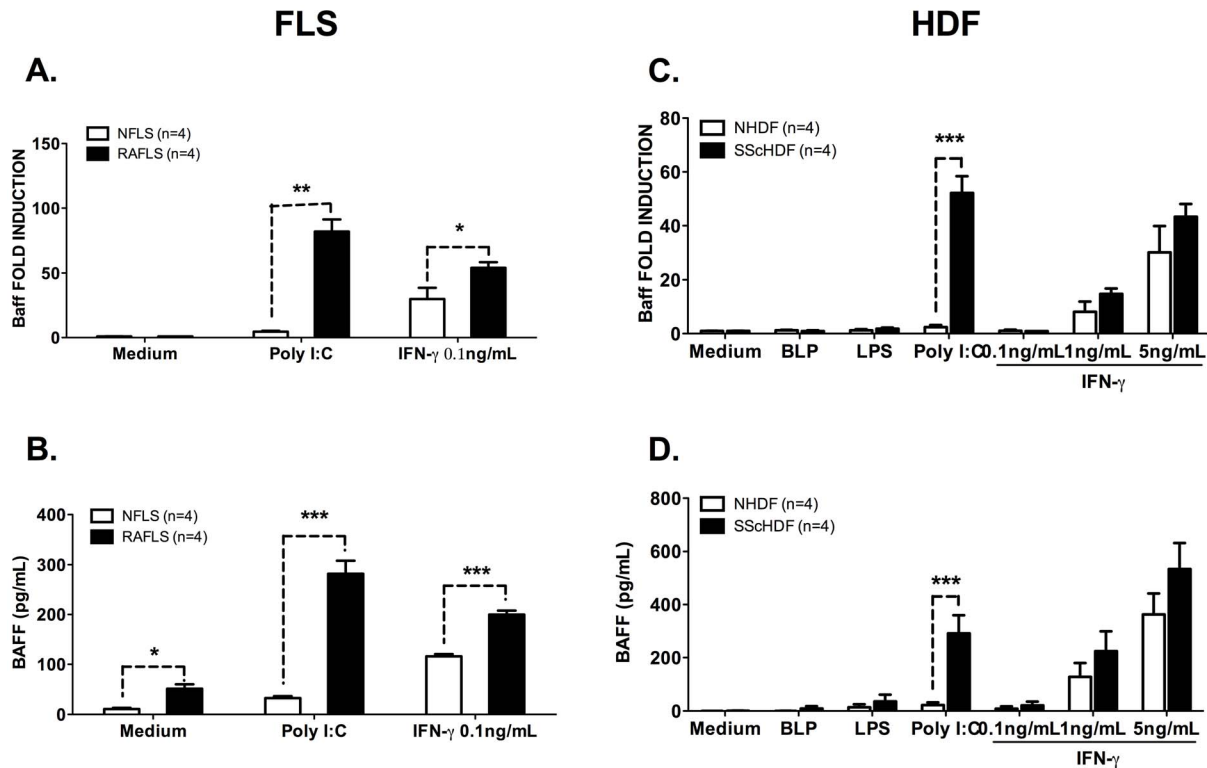 FLS
HDF
A.
NFLS (n=4)
RAFLS (n=4)
Baff FOLD INDUCTION
150
100
50
0
**
*
Medium Poly I:C IFN-γ 0.1ng/mL
C.
NHDF (n=4)
SScHDF (n=4)
Baff FOLD INDUCTION
80
60
40
20
0
***
Medium BLP LPS Poly I:C 0.1ng/mL 1ng/mL 5ng/mL
IFN-γ
B.
NFLS (n=4)
RAFLS (n=4)
BAFF (pg/mL)
400
300
200
100
0
*
***
***
Medium Poly I:C IFN-γ 0.1ng/mL
D.
NHDF (n=4)
SScHDF (n=4)
BAFF (pg/mL)
800
600
400
200
0
***
Medium BLP LPS Poly I:C 0.1ng/mL 1ng/mL 5ng/mL
IFN-γ